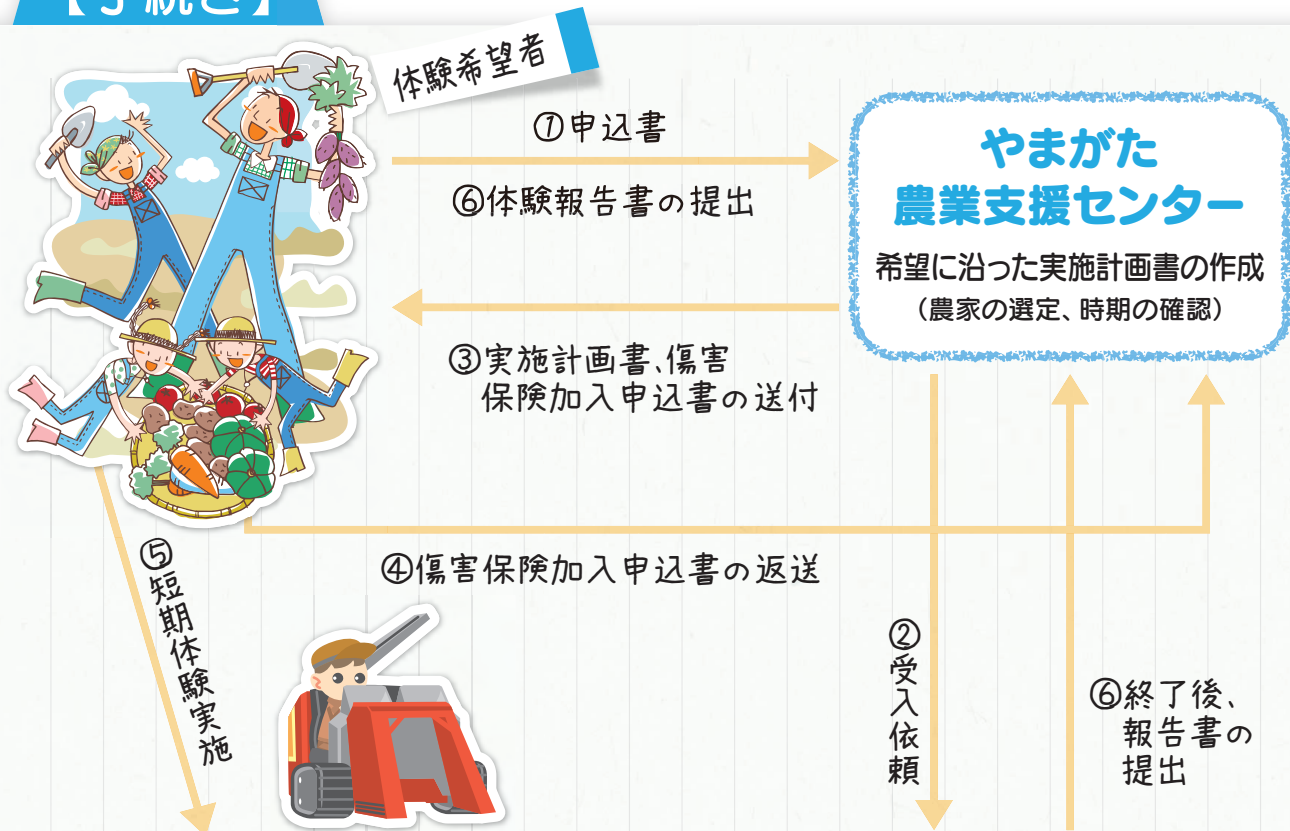 【手続き】
体験希望者
①申込書
⑥体験報告書の提出
やまがた
農業支援センター
希望に沿った実施計画書の作成
（農家の選定、時期の確認）
③実施計画書、傷害
保険加入申込書の送付
④傷害保険加入申込書の返送
⑤短期体験実施
②受入依頼
⑥終了後、
報告書の
提出